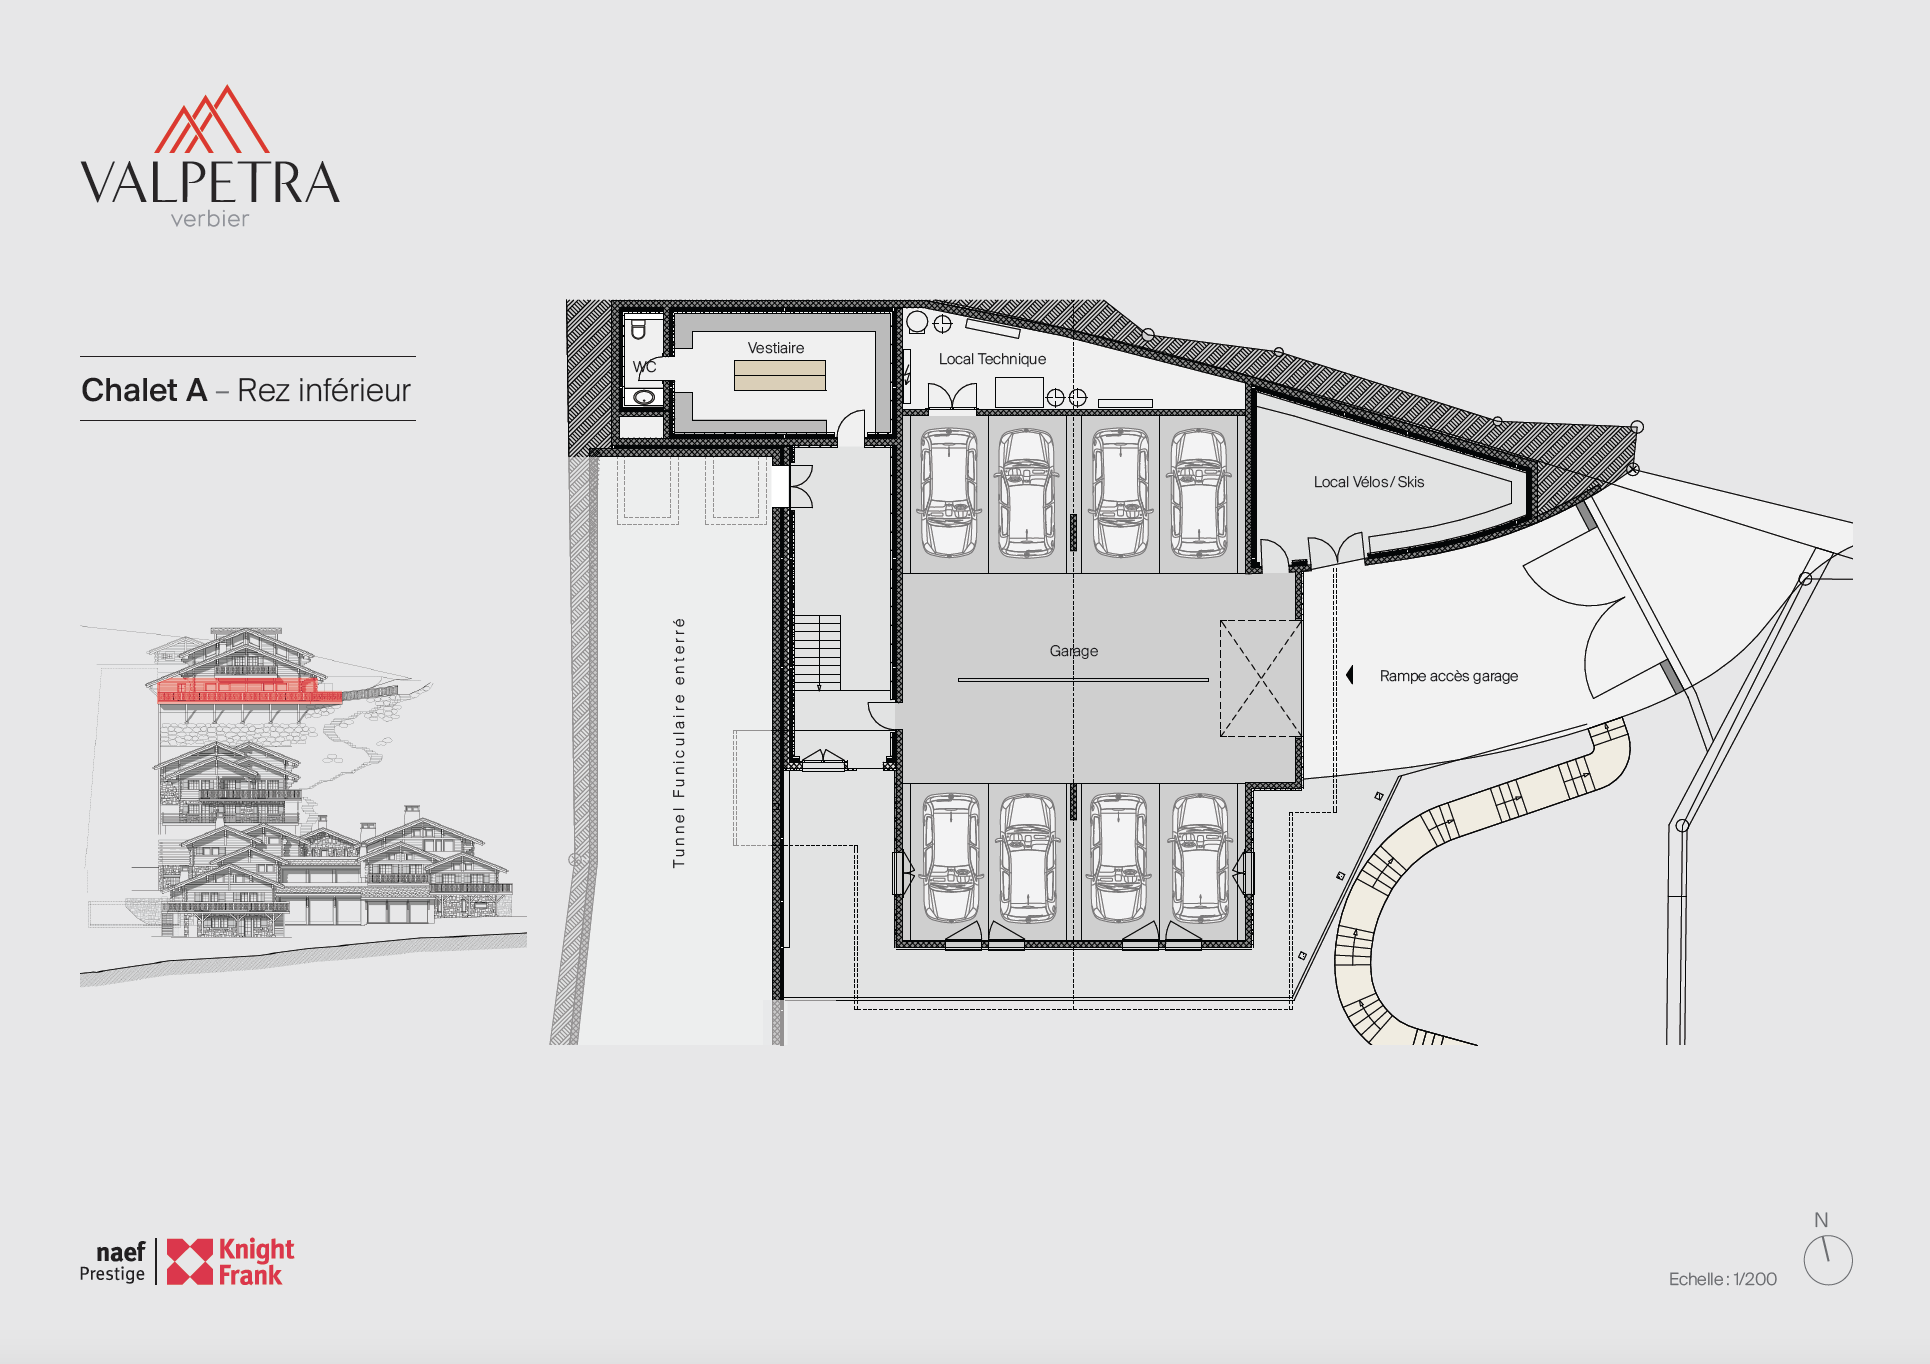 VALPETRA
verbier
Chalet A – Rez inférieur
Vestiaire
WC
Local Technique
Local Vélos / Skis
Garage
Rampe accès garage
Tunnel Funiculaire enterré
naef
Prestige
Knight
Frank
N
Echelle : 1/200